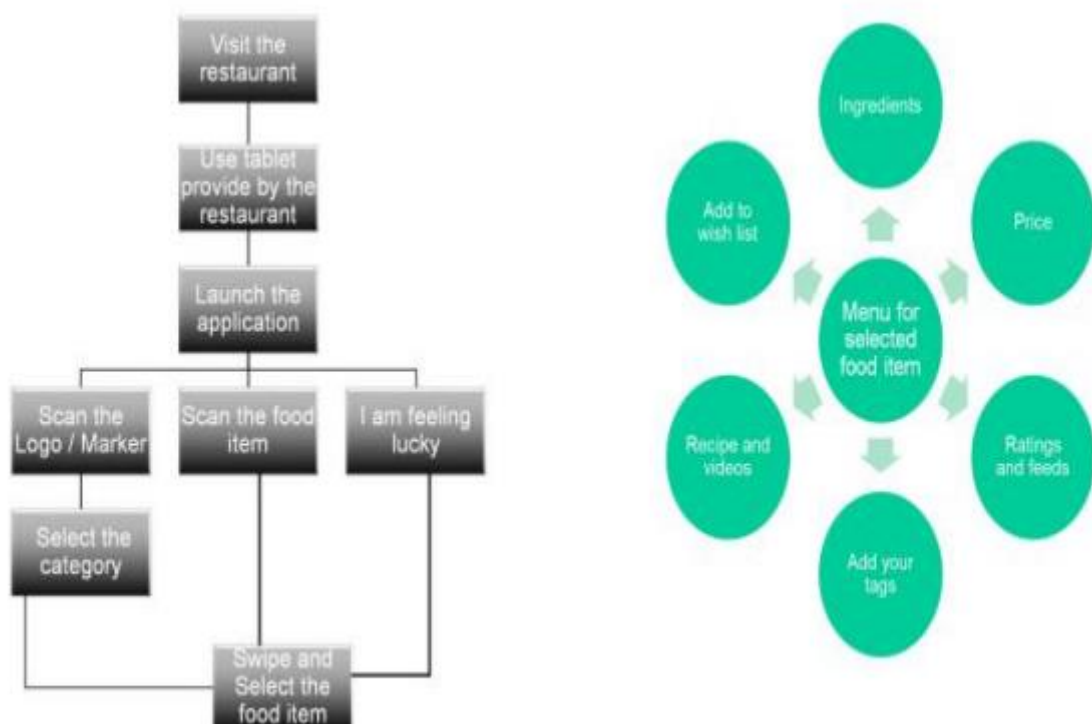 Visit the
restaurant
Use tablet
provide by the
restaurant
Launch the
application
Scan the
Logo / Marker
Scan the food
item
I am feeling
lucky
Select the
category
Swipe and
Select the
food item
Ingredients
Add to
wish list
Price
Menu for
selected
food item
Recipe and
videos
Ratings
and feeds
Add your
tags